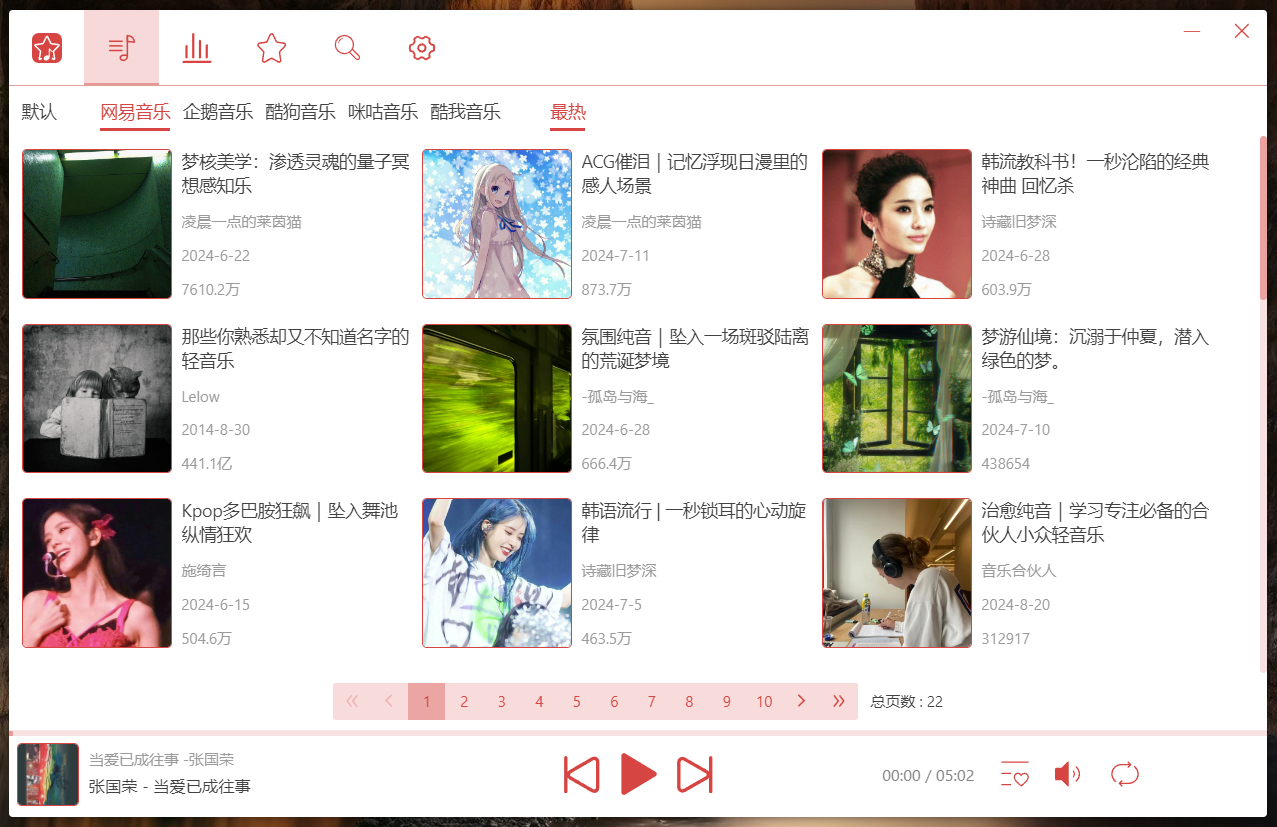 默认 网易音乐 企鹅音乐 酷狗音乐 咪咕音乐 酷我音乐 最热
梦核美学：渗透灵魂的量子冥
想感知乐
凌晨一点的莱茵猫
2024-6-22
7610.2万
ACG催泪｜记忆浮现日漫里的
感人场景
凌晨一点的莱茵猫
2024-7-11
873.7万
韩流教科书！一秒沦陷的经典
神曲 回忆杀
诗藏旧梦深
2024-6-28
603.9万
那些你熟悉却又不知道名字的
轻音乐
Lelow
2014-8-30
441.1亿
氛围纯音｜坠入一场斑驳陆离
的荒诞梦境
-孤岛与海_
2024-6-28
666.4万
梦游仙境：沉溺于仲夏，潜入
绿色的梦。
-孤岛与海_
2024-7-10
438654
Kpop多巴胺狂飙｜坠入舞池
纵情狂欢
施绮言
2024-6-15
504.6万
韩语流行 | 一秒锁耳的心动旋
律
诗藏旧梦深
2024-7-5
463.5万
治愈纯音｜学习专注必备的合
伙人小众轻音乐
音乐合伙人
2024-8-20
312917
1 2 3 4 5 6 7 8 9 10 总页数 : 22
当爱已成往事 -张国荣
张国荣 - 当爱已成往事
00:00 / 05:02